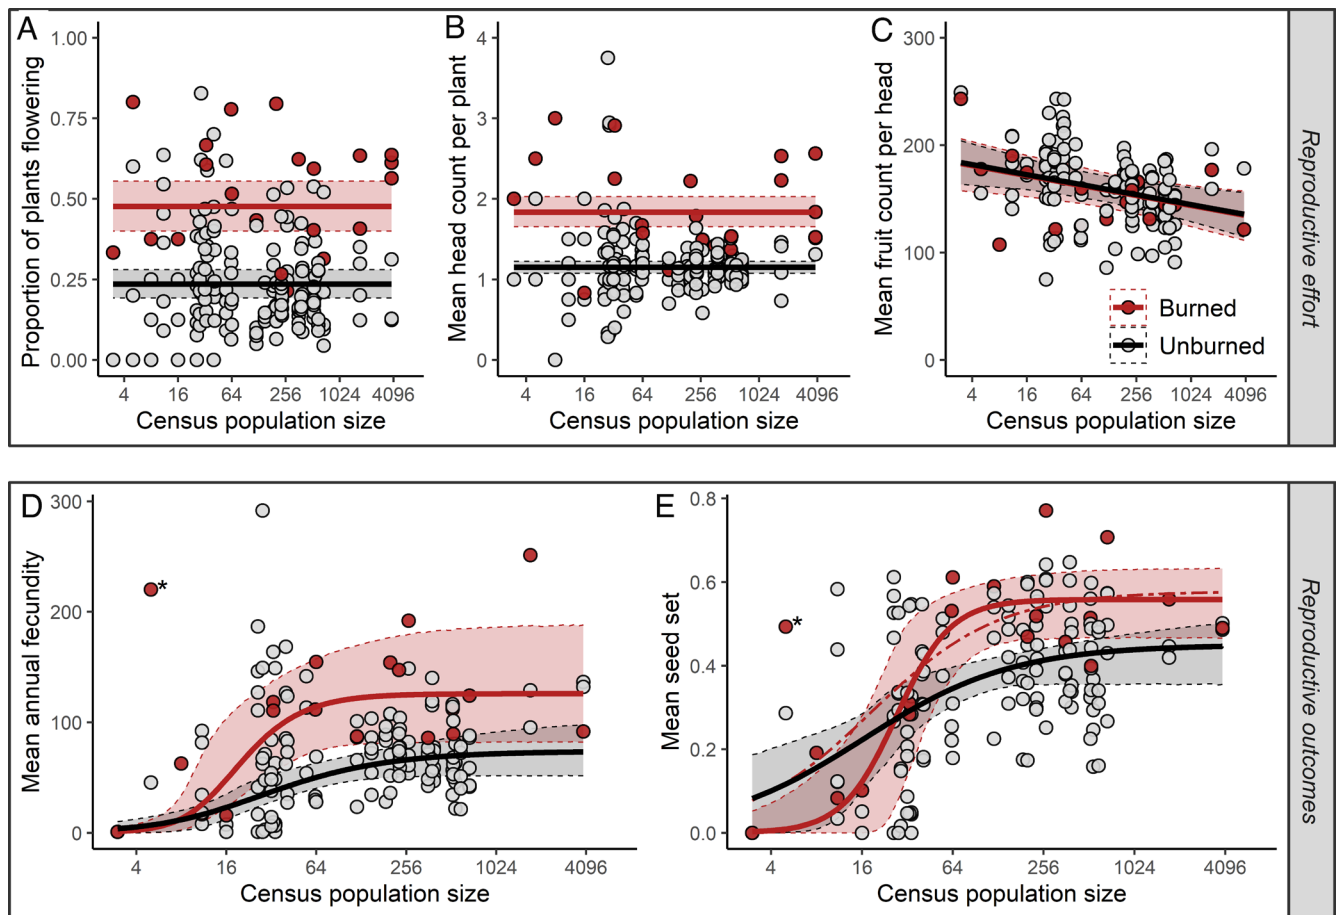 A
Proportion of plants flowering
1.00
0.75
0.50
0.25
0.00
4 16 64 256 1024 4096
Census population size
B
Mean head count per plant
4
3
2
1
0
4 16 64 256 1024 4096
Census population size
C
Mean fruit count per head
300
200
100
0
4 16 64 256 1024 4096
Census population size
Burned
Unburned
Reproductive effort
D
Mean annual fecundity
300
200
100
0
*
4 16 64 256 1024 4096
Census population size
E
Mean seed set
0.8
0.6
0.4
0.2
0.0
*
4 16 64 256 1024 4096
Census population size
Reproductive outcomes